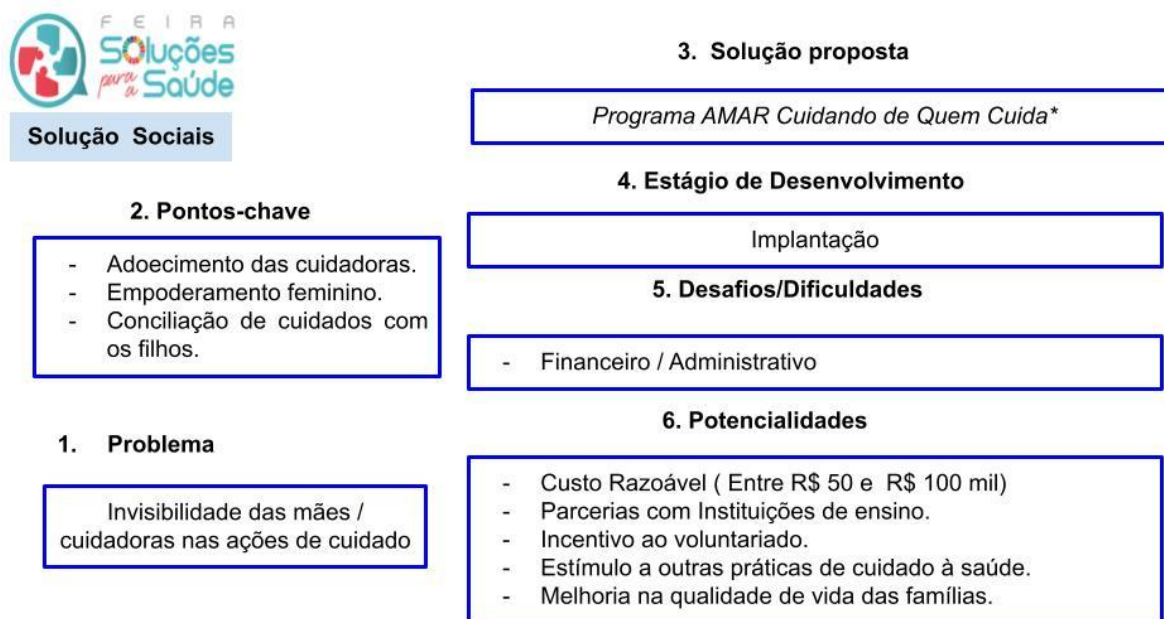 FEIRA
SOluções
para a
Saúde
Solução Sociais
2. Pontos-chave
- Adoecimento das cuidadoras.
- Empoderamento feminino.
- Conciliação de cuidados com
os filhos.
1. Problema
Invisibilidade das mães /
cuidadoras nas ações de cuidado
3. Solução proposta
Programa AMAR Cuidando de Quem Cuida*
4. Estágio de Desenvolvimento
Implantação
5. Desafios/Dificuldades
- Financeiro / Administrativo
6. Potencialidades
- Custo Razoável ( Entre R$ 50 e R$ 100 mil)
- Parcerias com Instituições de ensino.
- Incentivo ao voluntariado.
- Estímulo a outras práticas de cuidado à saúde.
- Melhoria na qualidade de vida das famílias.